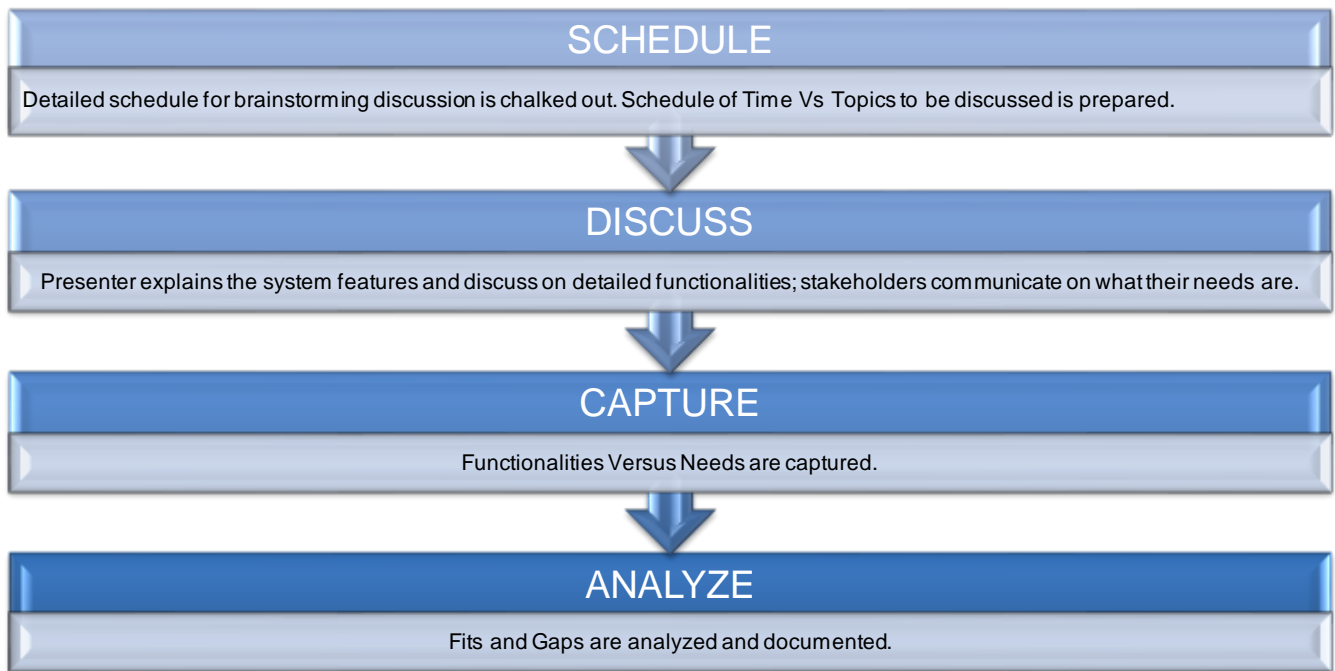 SCHEDULE
Detailed schedule for brainstorming discussion is chalked out. Schedule of Time Vs Topics to be discussed is prepared.
DISCUSS
Presenter explains the system features and discuss on detailed functionalities; stakeholders communicate on what their needs are.
CAPTURE
Functionalities Versus Needs are captured.
ANALYZE
Fits and Gaps are analyzed and documented.